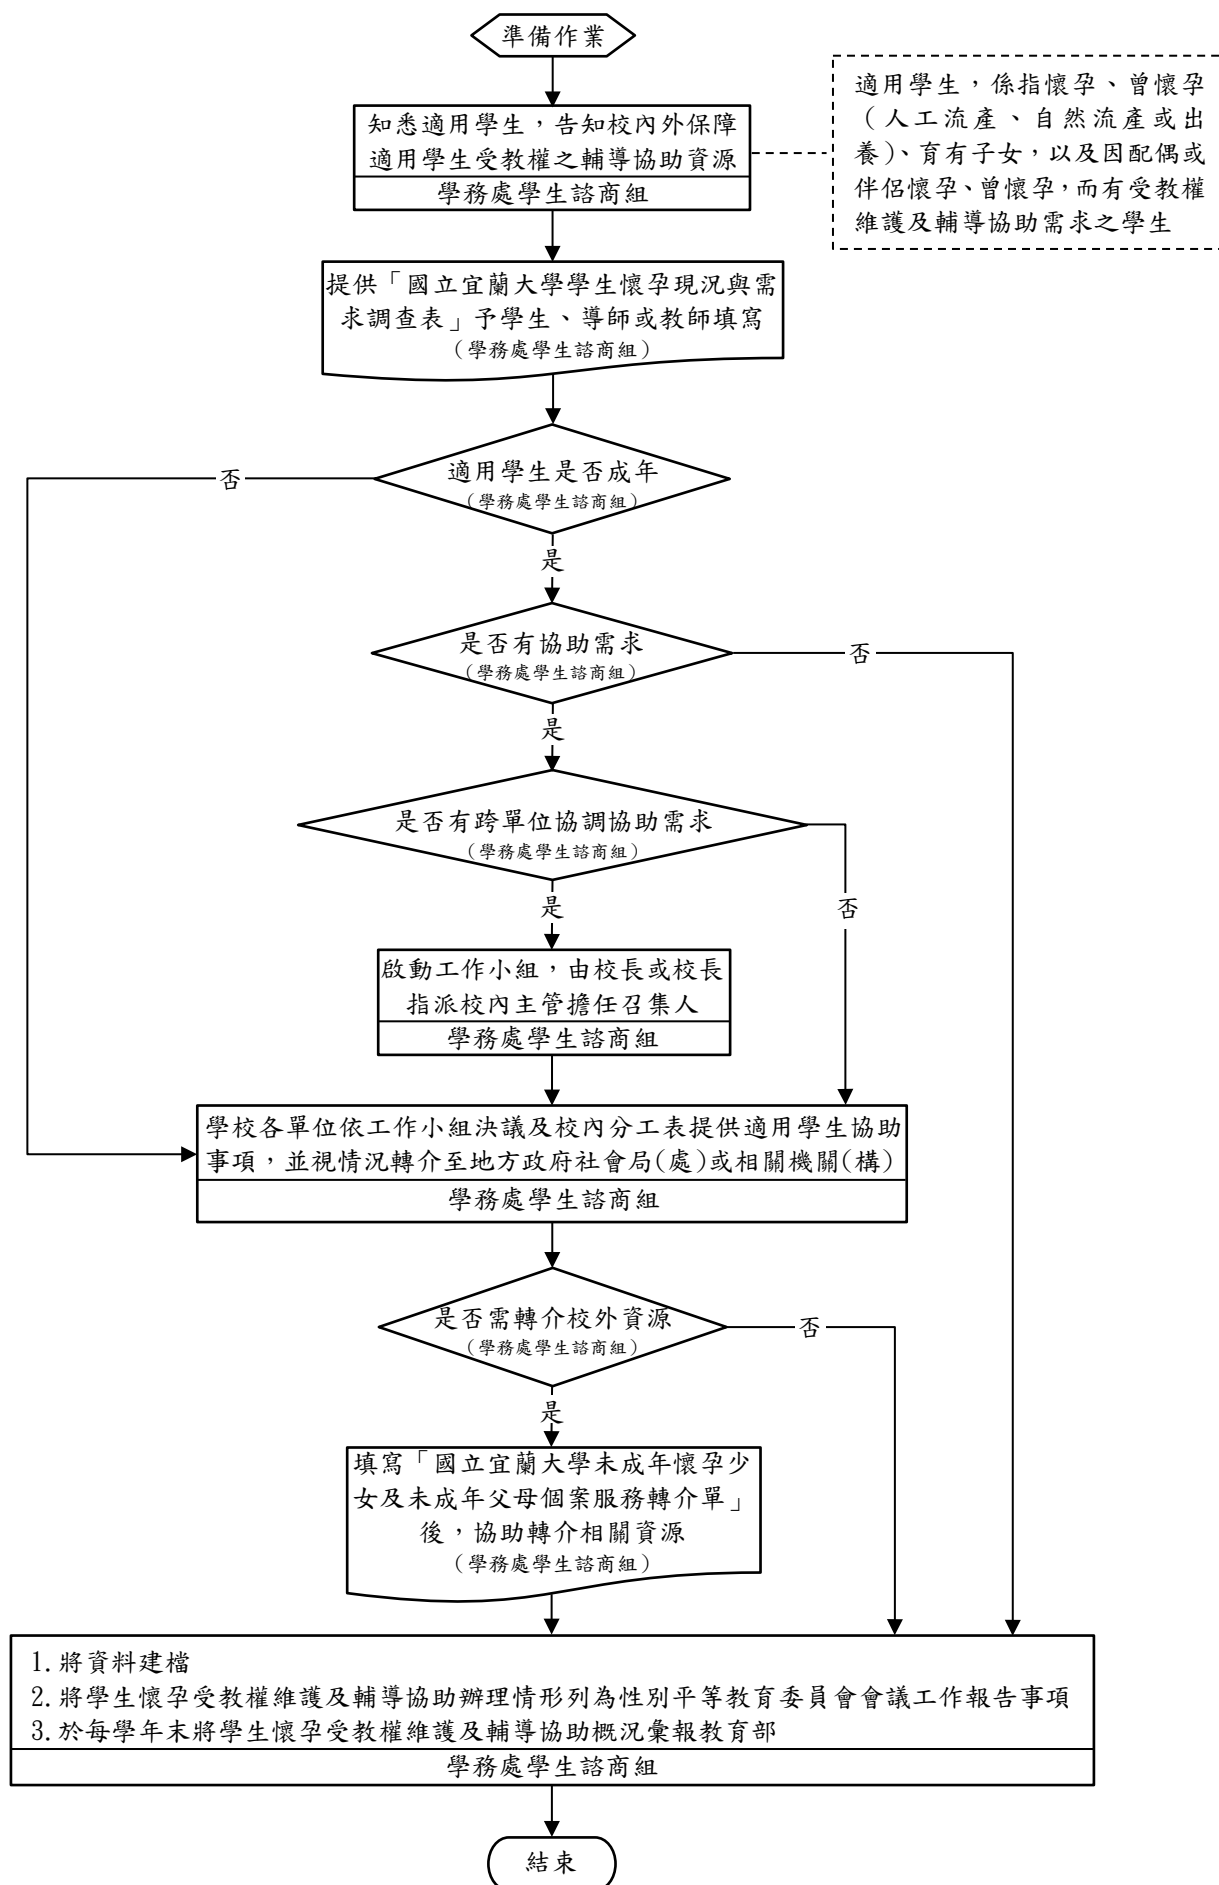 準備作業
適用學生，係指懷孕、曾懷孕
（人工流產、自然流產或出
養）、育有子女，以及因配偶或
伴侶懷孕、曾懷孕，而有受教權
維護及輔導協助需求之學生
知悉適用學生，告知校內外保障
適用學生受教權之輔導協助資源
學務處學生諮商組
提供「國立宜蘭大學學生懷孕現況與需
求調查表」予學生、導師或教師填寫
（學務處學生諮商組）
適用學生是否成年
（學務處學生諮商組）
否
是
是否有協助需求
（學務處學生諮商組）
否
是
是否有跨單位協調協助需求
（學務處學生諮商組）
是
否
啟動工作小組，由校長或校長
指派校內主管擔任召集人
學務處學生諮商組
學校各單位依工作小組決議及校內分工表提供適用學生協助
事項，並視情況轉介至地方政府社會局(處)或相關機關(構)
學務處學生諮商組
是否需轉介校外資源
（學務處學生諮商組）
否
是
填寫「國立宜蘭大學未成年懷孕少
女及未成年父母個案服務轉介單」
後，協助轉介相關資源
（學務處學生諮商組）
1.將資料建檔
2.將學生懷孕受教權維護及輔導協助辦理情形列為性別平等教育委員會會議工作報告事項
3.於每學年末將學生懷孕受教權維護及輔導協助概況彙報教育部
學務處學生諮商組
結束